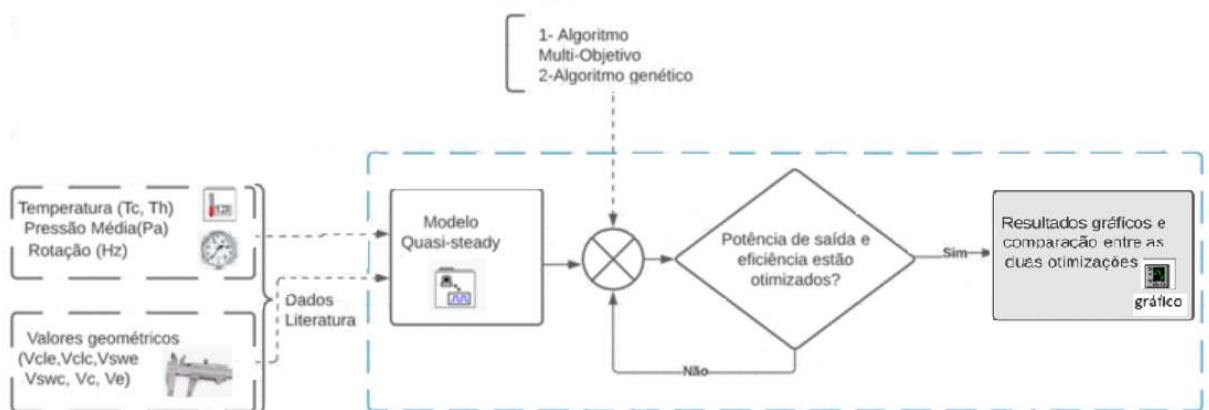 1- Algoritmo
Multi-Objetivo
2-Algoritmo genético
Temperatura (Tc, Th)
Pressão Média(Pa)
Rotação (Hz)
Dados
Literatura
Valores geométricos
(Vcle,Vclc,Vswe
Vswc, Vc, Ve)
Modelo
Quasi-steady
Potência de saída e
eficiência estão
otimizados?
Sim
Não
Resultados gráficos e
comparação entre as
duas otimizações
gráfico